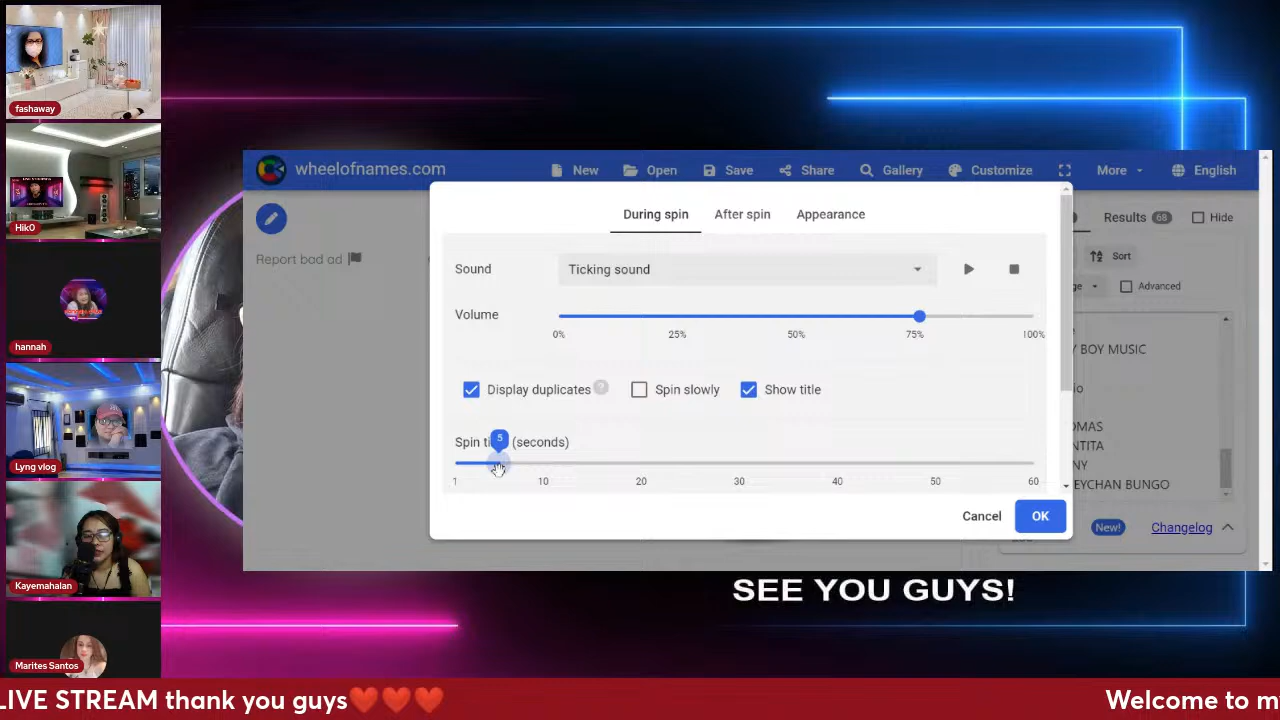 fashaway
Hik0
hannah
Lyng vlog
Kayemahalan
Marites Santos
wheelofnames.com
New
Open
Save
Share
Gallery
Customize
More
English
Report bad ad
During spin
After spin
Appearance
Results 68
Hide
Sort
Advanced
Sound
Ticking sound
Volume
0% 25% 50% 75% 100%
Display duplicates
Spin slowly
Show title
5
Spin ti (seconds)
1 10 20 30 40 50 60
Cancel
OK
BOY MUSIC
OMAS
NTITA
NY
EYCHAN BUNGO
New!
Changelog
SEE YOU GUYS!
LIVE STREAM thank you guys❤️❤️❤️
Welcome to my